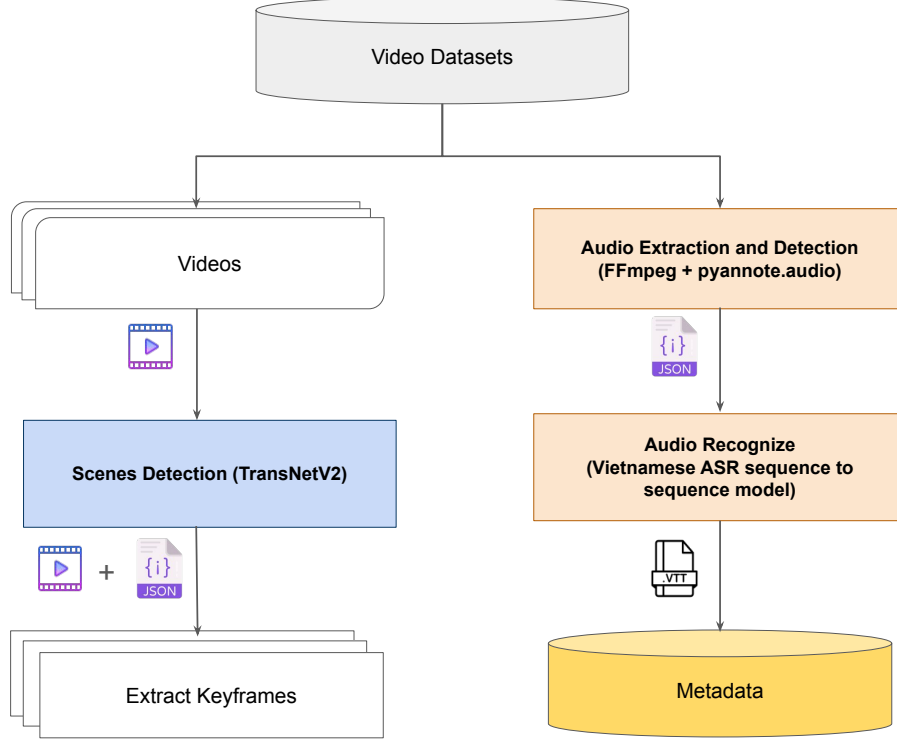 Video Datasets
Videos
Audio Extraction and Detection
(FFmpeg + pyannote.audio)
{i}
JSON
Scenes Detection (TransNetV2)
Audio Recognize
(Vietnamese ASR sequence to
sequence model)
+
{i}
JSON
.VTT
Extract Keyframes
Metadata